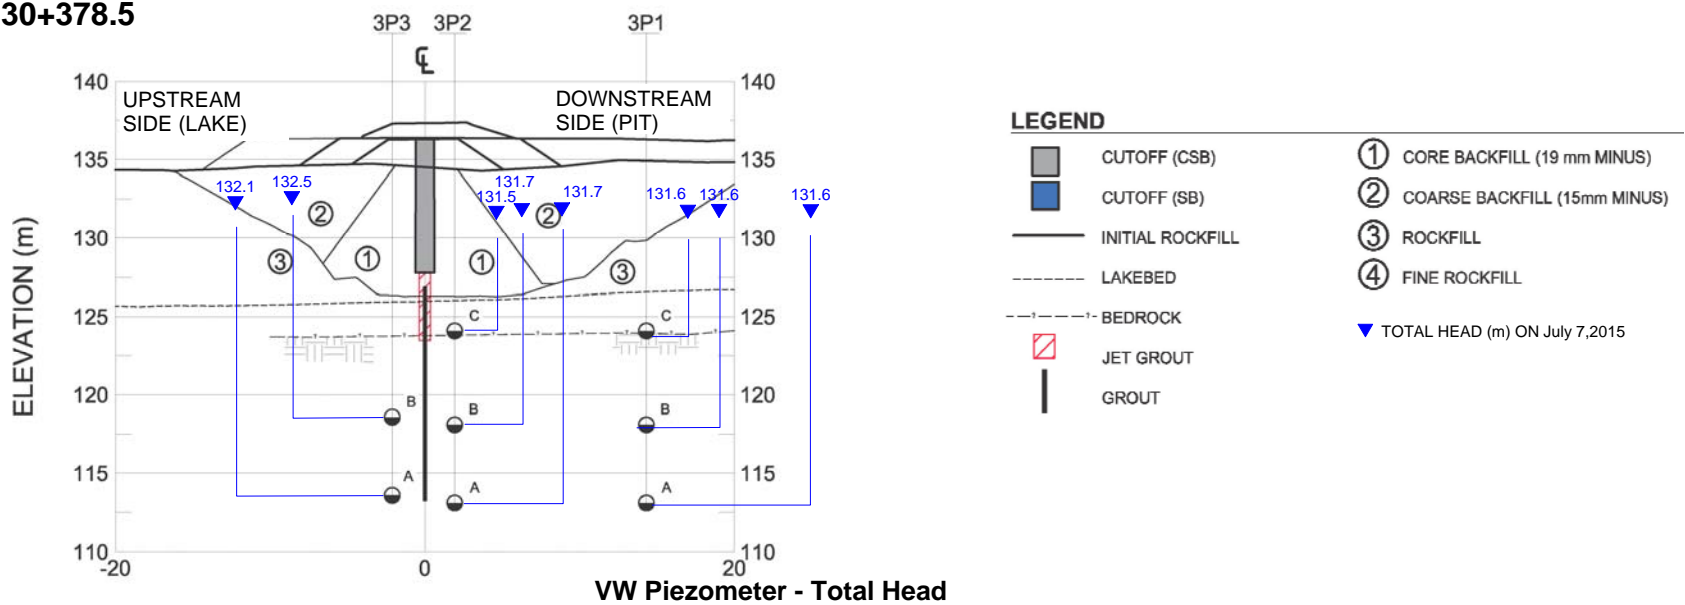 30+378.5
3P3 3P2 3P1
℄
140 140
UPSTREAM
SIDE (LAKE)
DOWNSTREAM
SIDE (PIT)
135 135
132.1 132.5 131.5 131.7 131.7 131.6 131.6 131.6
2 2
130 130
3 1 1 3
125 125
C C
120 120
B B B
115 115
A A A
110 110
-20 0 20
ELEVATION (m)
VW Piezometer - Total Head
LEGEND
CUTOFF (CSB)
CUTOFF (SB)
INITIAL ROCKFILL
LAKEBED
-?- -?- BEDROCK
JET GROUT
GROUT
1 CORE BACKFILL (19 mm MINUS)
2 COARSE BACKFILL (15mm MINUS)
3 ROCKFILL
4 FINE ROCKFILL
TOTAL HEAD (m) ON July 7,2015